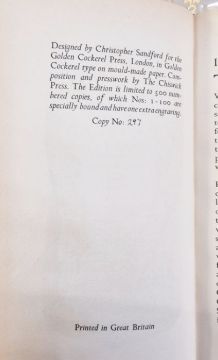 Designed by Christopher Sandford for the
Golden Cockerel Press, London, in Golden
Cockerel type on mould-made paper. Com-
position and presswork by The Chiswick
Press. The Edition is limited to 500 num-
bered copies, of which Nos: 1-100 are
specially bound and have one extra engraving.
Copy No: 297
Printed in Great Britain